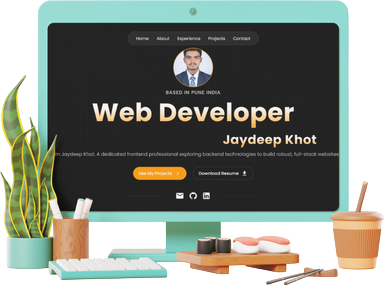 Home About Experience Projects Contact
BASED IN PUNE INDIA
Web Developer
Jaydeep Khot
m Jaydeep Khot; A dedicated frontend professional exploring backend technologies to build robust, full-stack websites
See My Projects
Download Resume